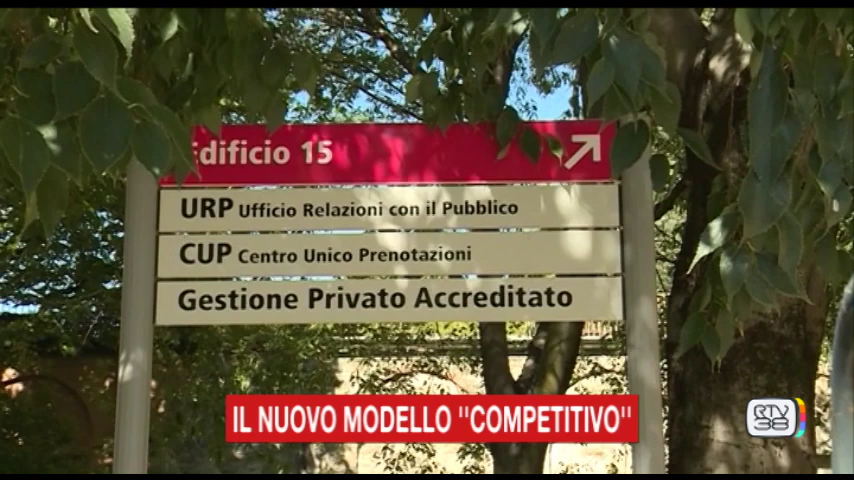 Edificio 15
URP Ufficio Relazioni con il Pubblico
CUP Centro Unico Prenotazioni
Gestione Privato Accreditato
IL NUOVO MODELLO "COMPETITIVO"
RTV
38